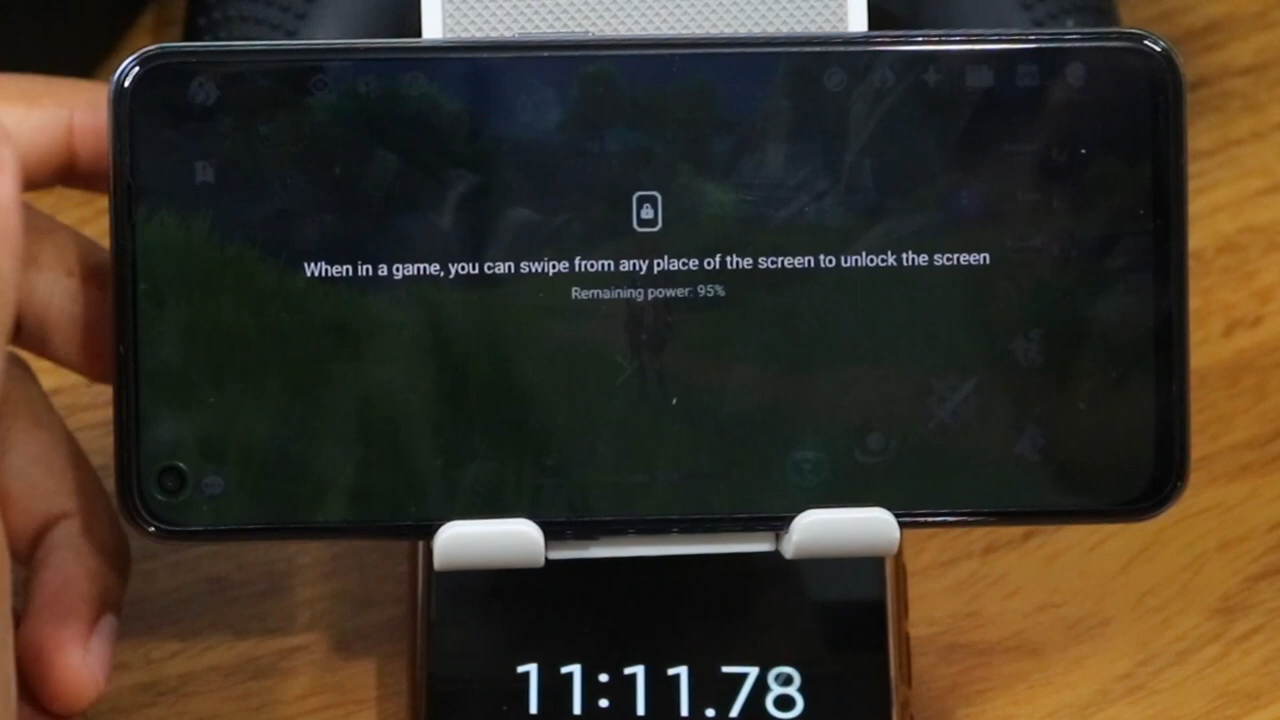 When in a game, you can swipe from any place of the screen to unlock the screen
Remaining power: 95%
11:11.78